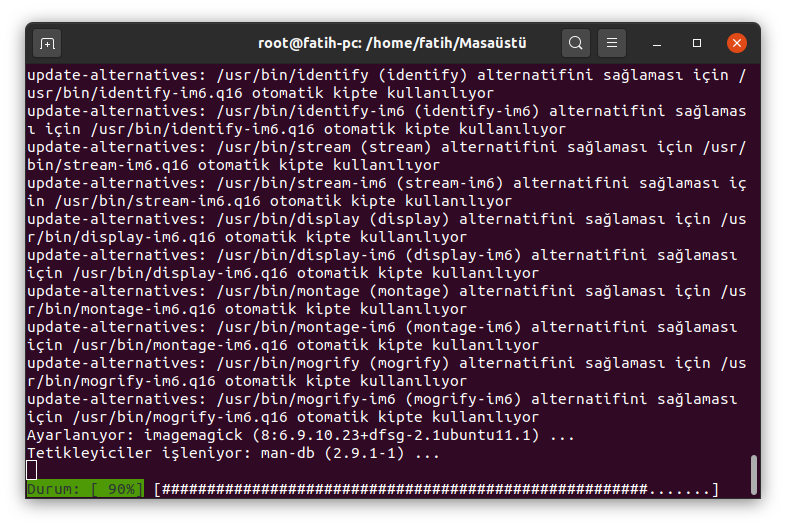 root@fatih-pc: /home/fatih/Masaüstü
update-alternatives: /usr/bin/identify (identify) alternatifini sağlaması için /
usr/bin/identify-im6.q16 otomatik kipte kullanılıyor
update-alternatives: /usr/bin/identify-im6 (identify-im6) alternatifini sağlamas
ı için /usr/bin/identify-im6.q16 otomatik kipte kullanılıyor
update-alternatives: /usr/bin/stream (stream) alternatifini sağlaması için /usr/
bin/stream-im6.q16 otomatik kipte kullanılıyor
update-alternatives: /usr/bin/stream-im6 (stream-im6) alternatifini sağlaması iç
in /usr/bin/stream-im6.q16 otomatik kipte kullanılıyor
update-alternatives: /usr/bin/display (display) alternatifini sağlaması için /us
r/bin/display-im6.q16 otomatik kipte kullanılıyor
update-alternatives: /usr/bin/display-im6 (display-im6) alternatifini sağlaması
için /usr/bin/display-im6.q16 otomatik kipte kullanılıyor
update-alternatives: /usr/bin/montage (montage) alternatifini sağlaması için /us
r/bin/montage-im6.q16 otomatik kipte kullanılıyor
update-alternatives: /usr/bin/montage-im6 (montage-im6) alternatifini sağlaması
için /usr/bin/montage-im6.q16 otomatik kipte kullanılıyor
update-alternatives: /usr/bin/mogrify (mogrify) alternatifini sağlaması için /us
r/bin/mogrify-im6.q16 otomatik kipte kullanılıyor
update-alternatives: /usr/bin/mogrify-im6 (mogrify-im6) alternatifini sağlaması
için /usr/bin/mogrify-im6.q16 otomatik kipte kullanılıyor
Ayarlanıyor: imagemagick (8:6.9.10.23+dfsg-2.1ubuntu11.1) ...
Tetikleyiciler işleniyor: man-db (2.9.1-1) ...
Durum: [ 90%] [######################################################.......]